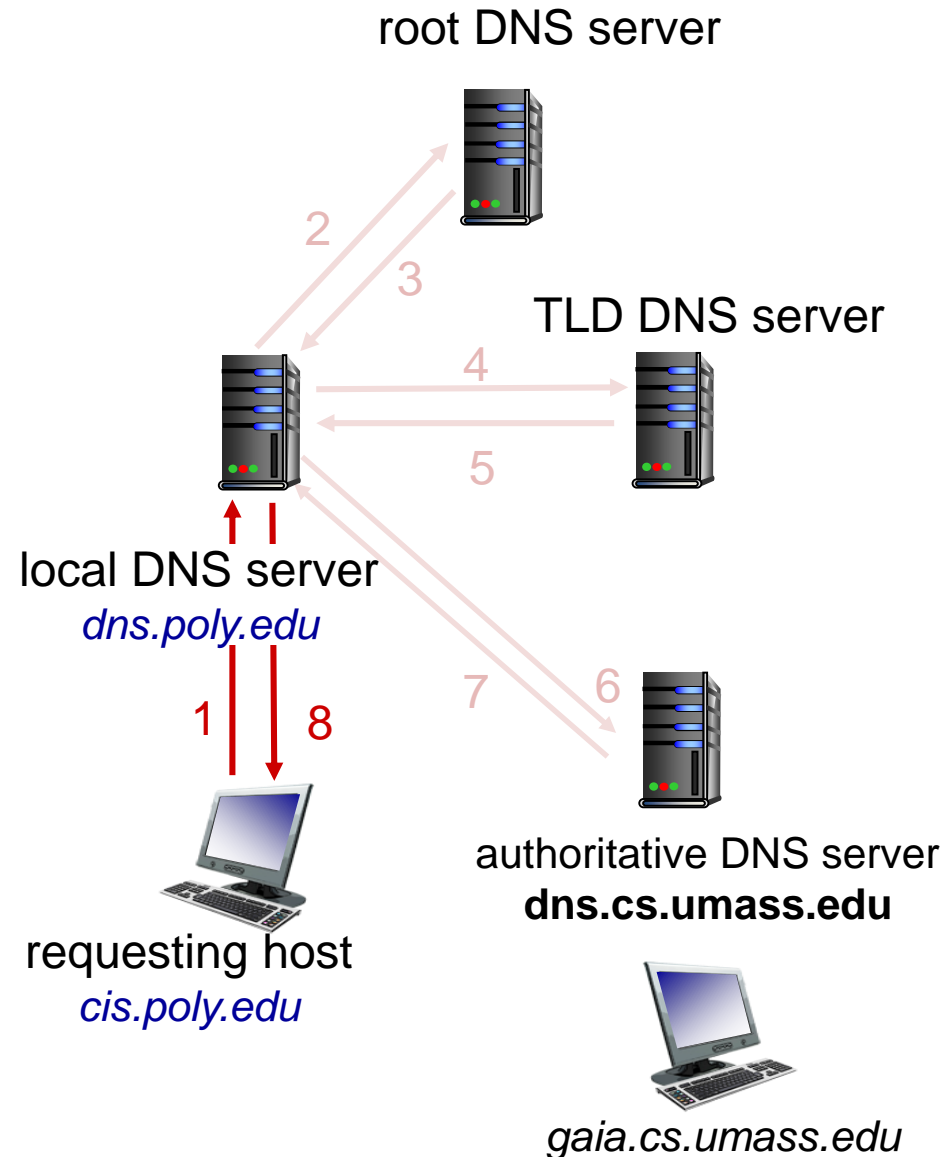 root DNS server
2
3
TLD DNS server
4
5
local DNS server
dns.poly.edu
7
6
1
8
authoritative DNS server
dns.cs.umass.edu
requesting host
cis.poly.edu
gaia.cs.umass.edu